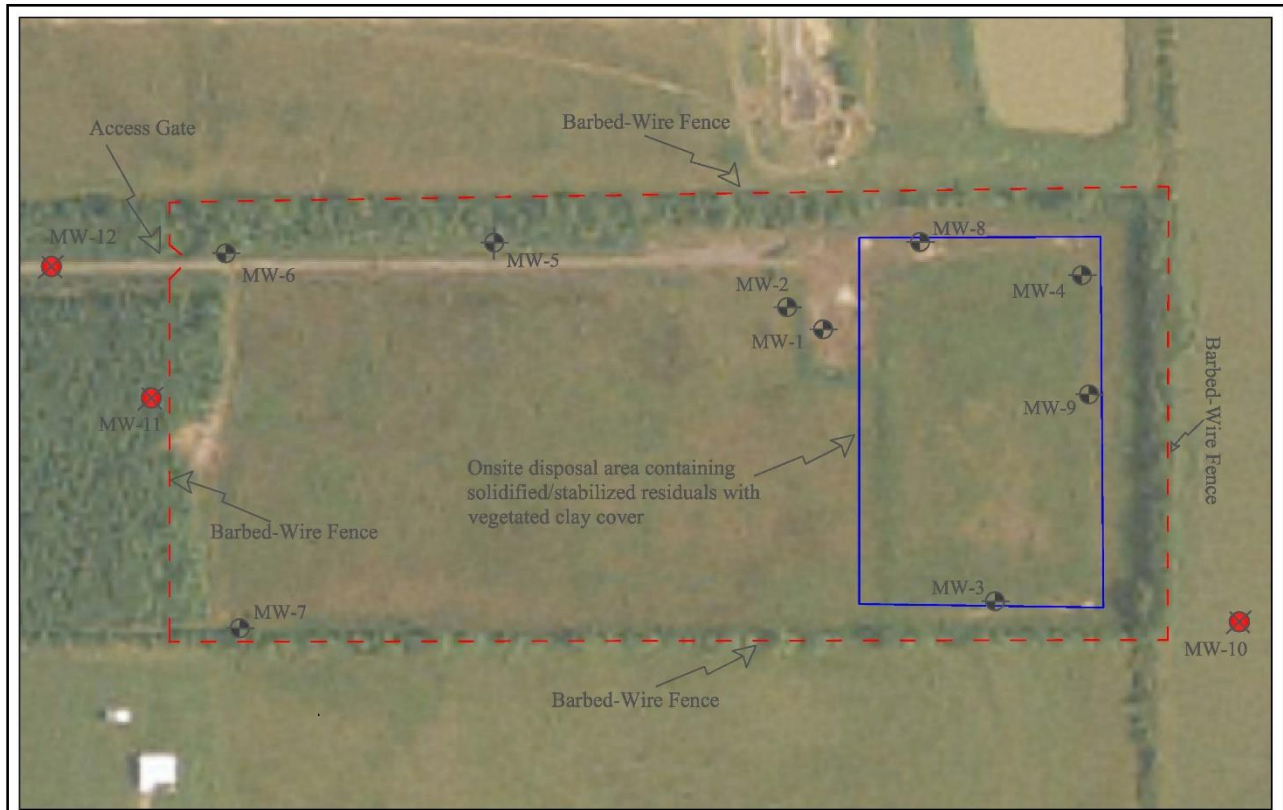 Access Gate
Barbed-Wire Fence
MW-12
MW-6
MW-5
MW-8
MW-4
MW-2
MW-1
MW-11
MW-9
Barbed-Wire Fence
Onsite disposal area containing
solidified/stabilized residuals with
vegetated clay cover
Barbed-Wire Fence
MW-7
MW-3
MW-10
Barbed-Wire Fence